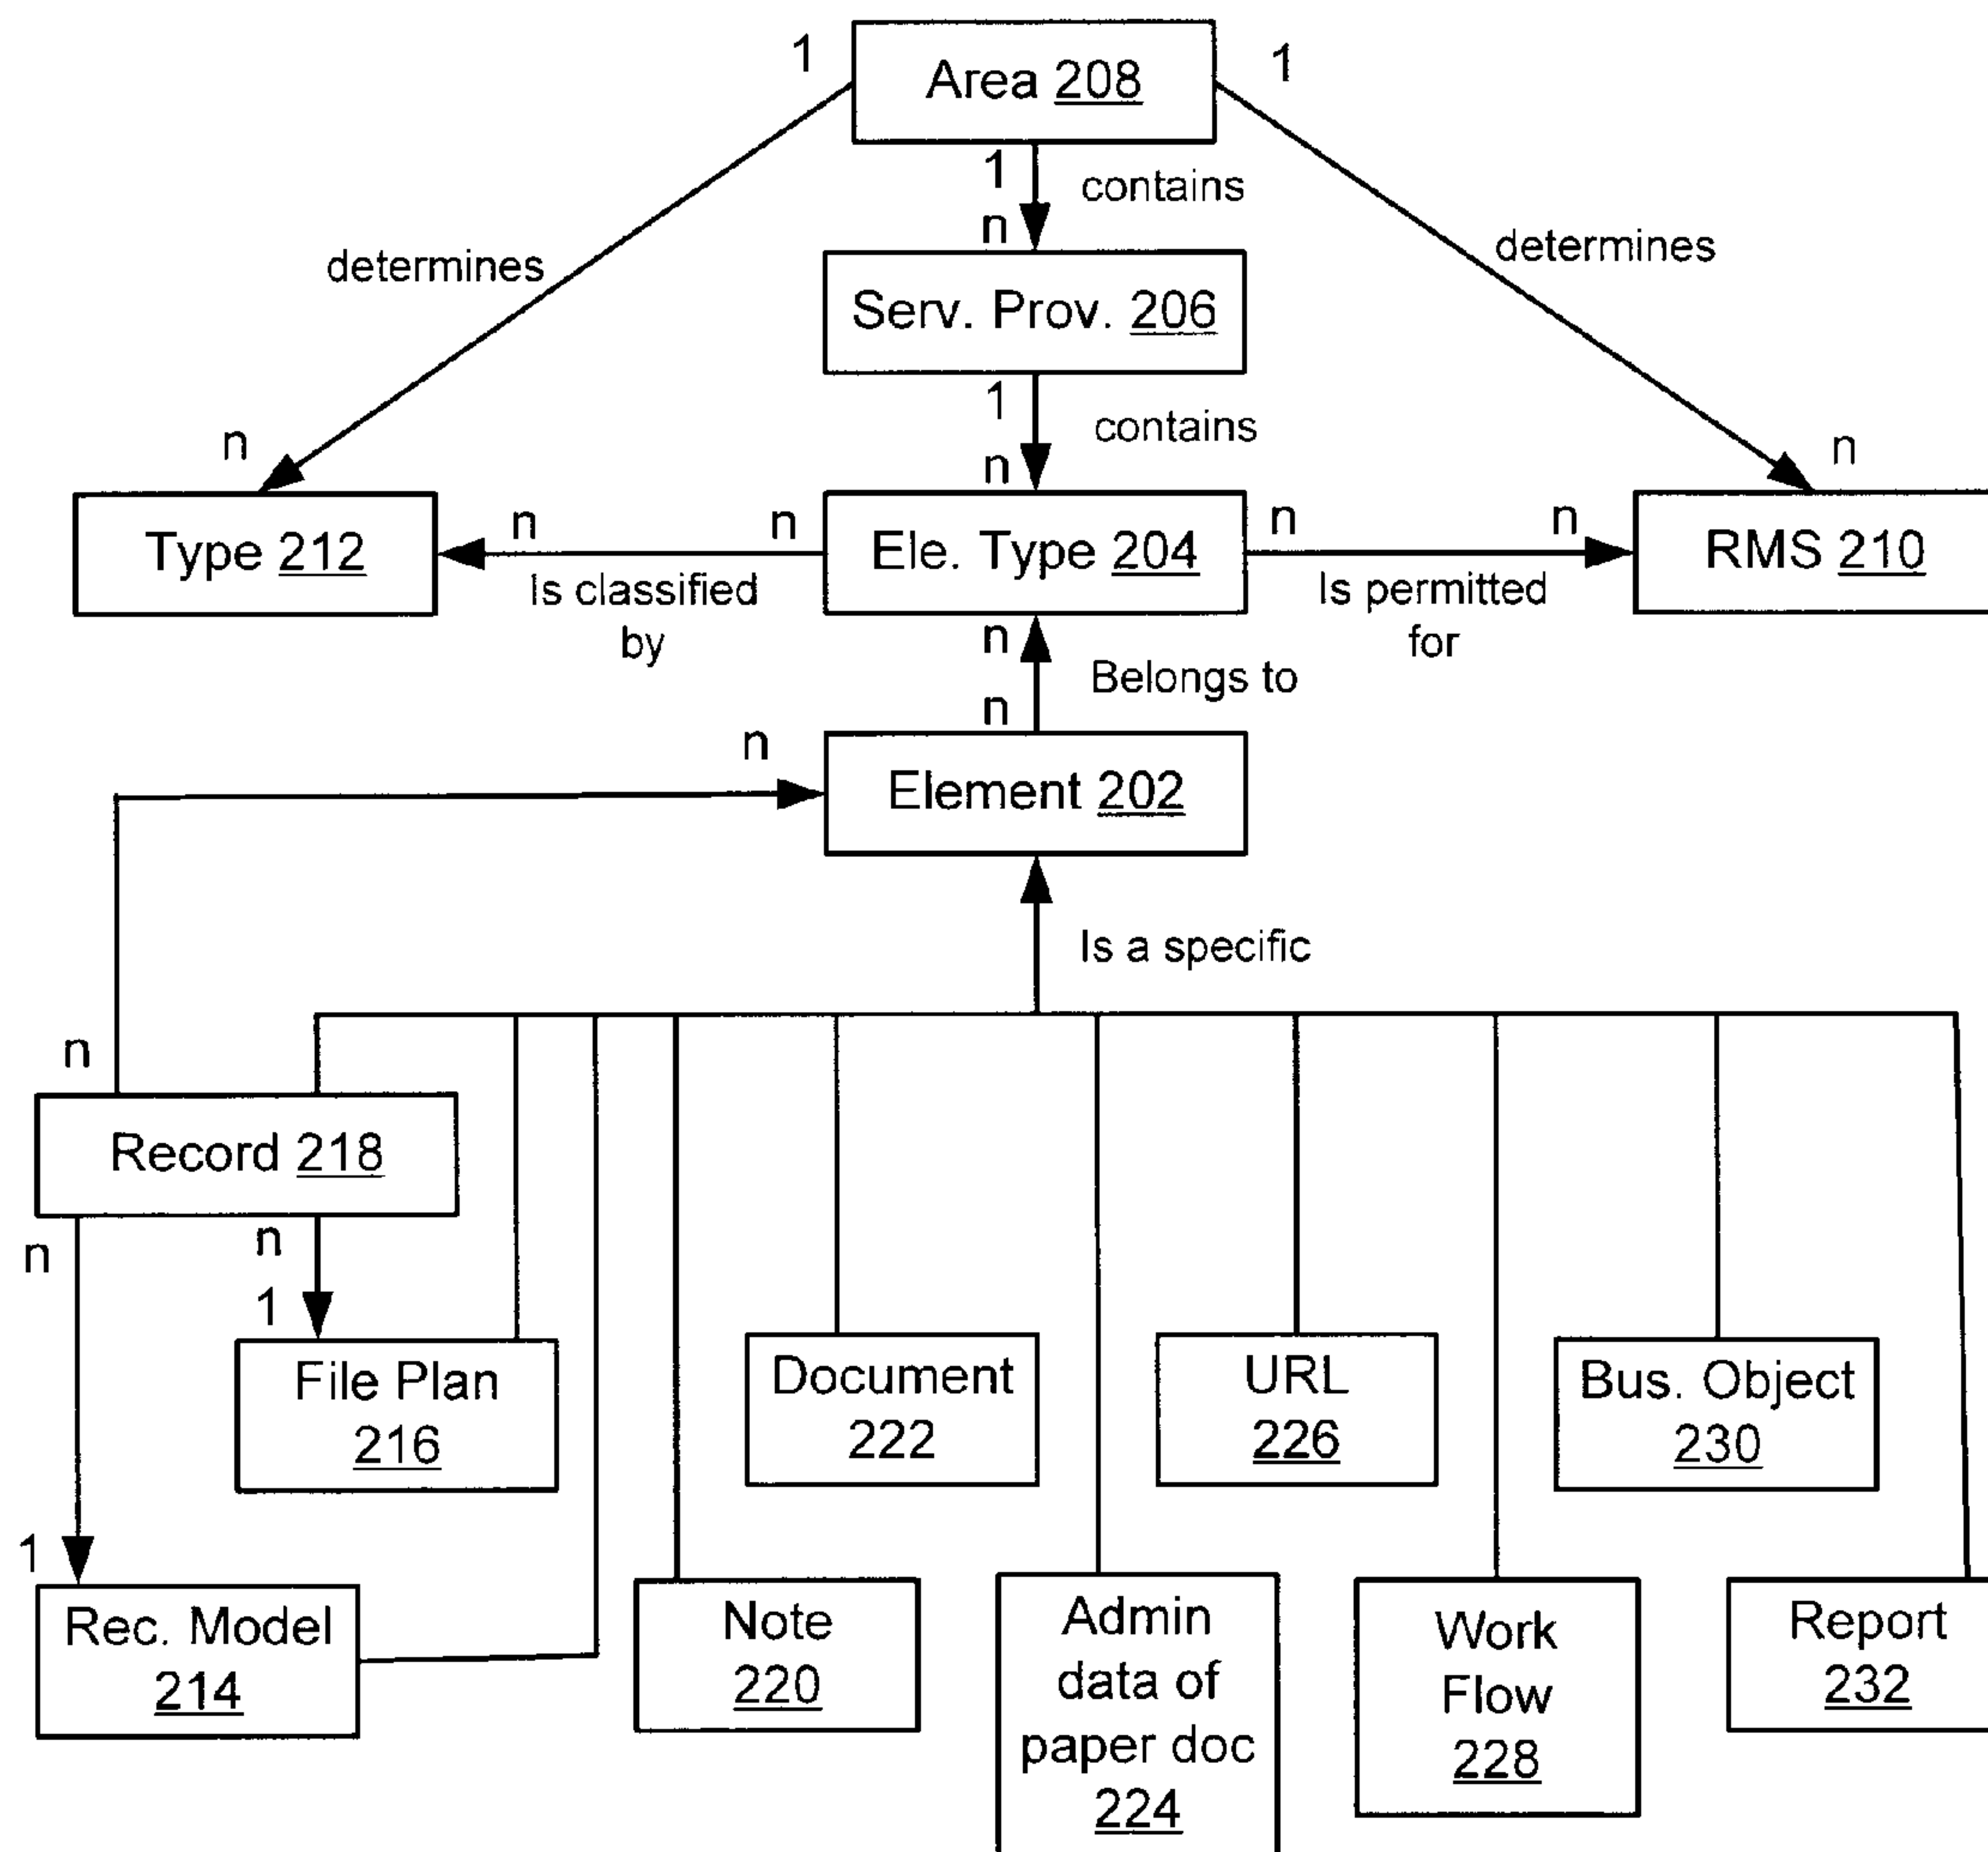 1
Area 208
1
1
contains
n
determines
determines
Serv. Prov. 206
1
contains
n
n
n
Type 212
n
n
Ele. Type 204
n
n
RMS 210
Is classified
by
Is permitted
for
n
Belongs to
n
n
Element 202
Is a specific
n
Record 218
n
n
1
File Plan
216
Document
222
URL
226
Bus. Object
230
1
Rec. Model
214
Note
220
Admin
data of
paper doc
224
Work
Flow
228
Report
232